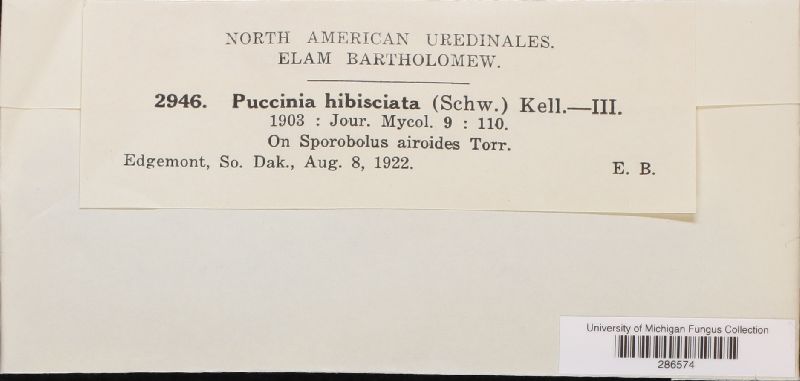 NORTH AMERICAN UREDINALES.
ELAM BARTHOLOMEW.
2946. Puccinia hibisciata (Schw.) Kell.—III.
1903 : Jour. Mycol. 9 : 110.
On Sporobolus airoides Torr.
Edgemont, So. Dak., Aug. 8, 1922. E. B.
University of Michigan Fungus Collection
286574